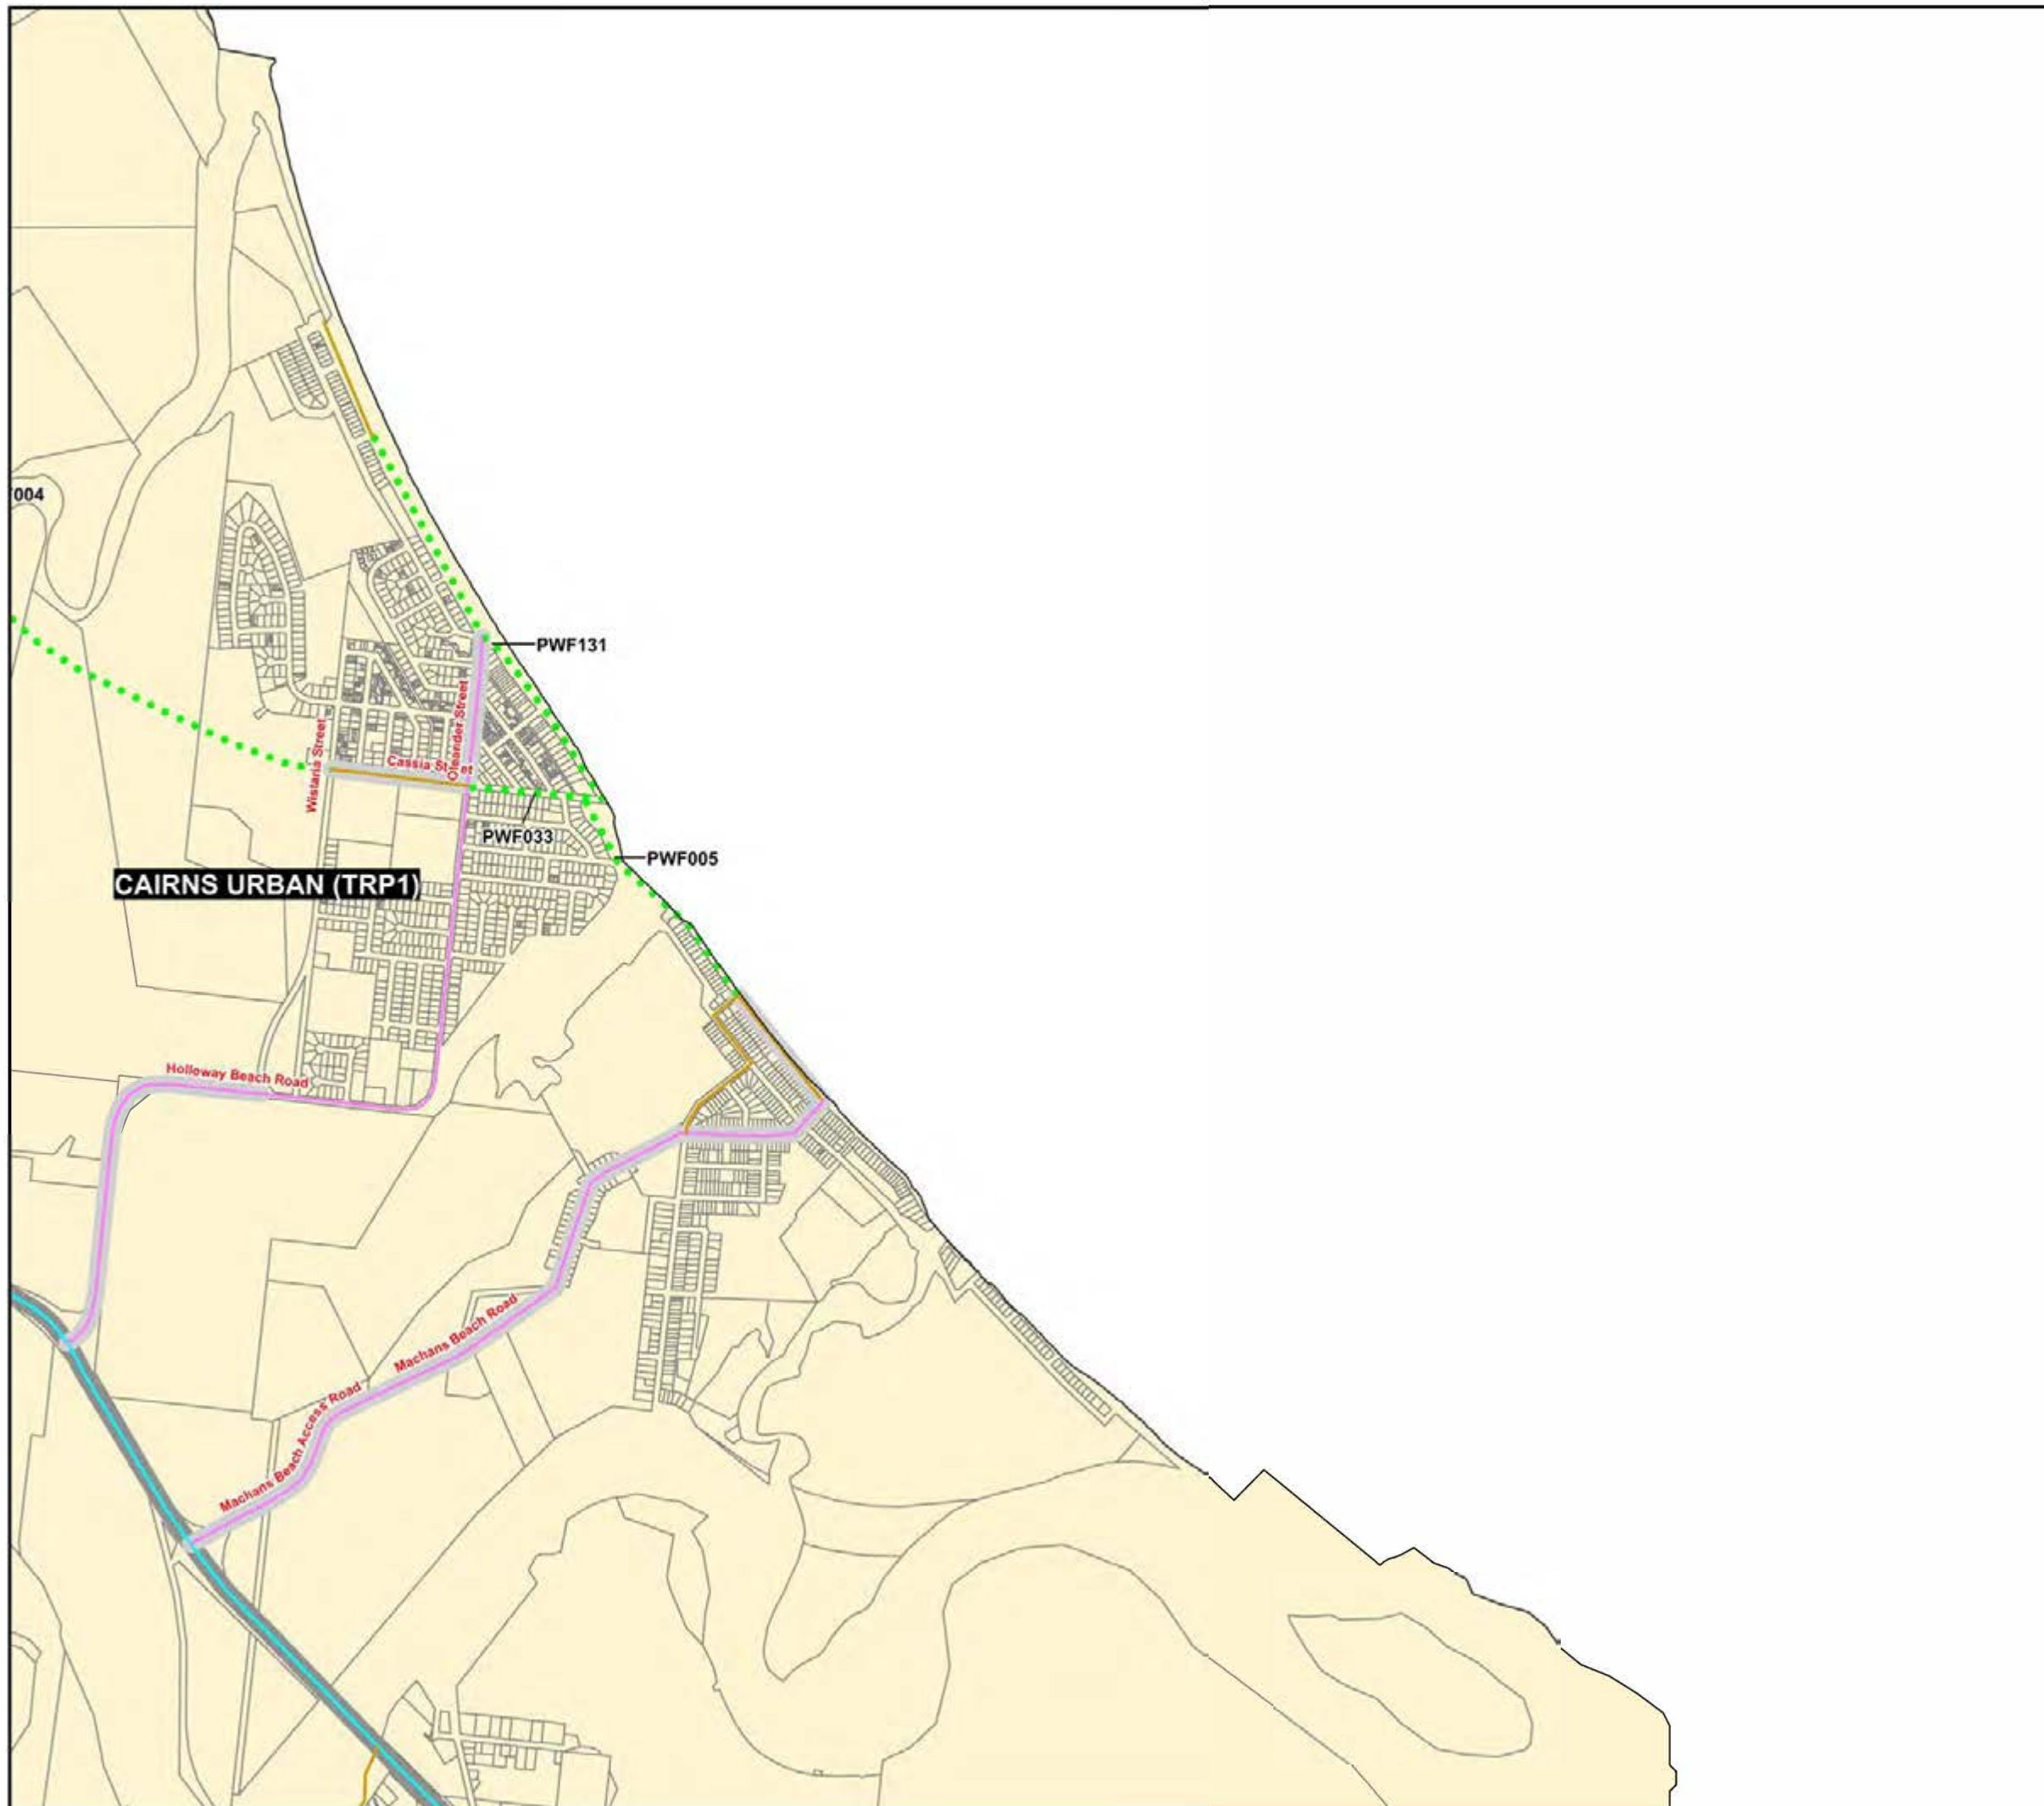 004
PWF131
Oleander Street
Wistaria Street
Cassia Street
PWF033
PWF005
CAIRNS URBAN (TRP1)
Holloway Beach Road
Machans Beach Road
Machans Beach Access Road